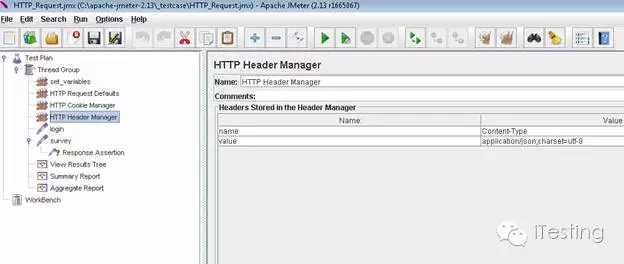 HTTP_Request.jmx (C:\apache-jmeter-2.13\_testcase\HTTP_Request.jmx) - Apache JMeter (2.13 r1665067)
File Edit Search Run Options Help
Test Plan
Thread Group
set_variables
HTTP Request Defaults
HTTP Cookie Manager
HTTP Header Manager
login
survey
Response Assertion
View Results Tree
Summary Report
Aggregate Report
WorkBench
HTTP Header Manager
Name: HTTP Header Manager
Comments:
Headers Stored in the Header Manager
Name: Value
name Content-Type
value application/json;charset=utf-8
iTesting